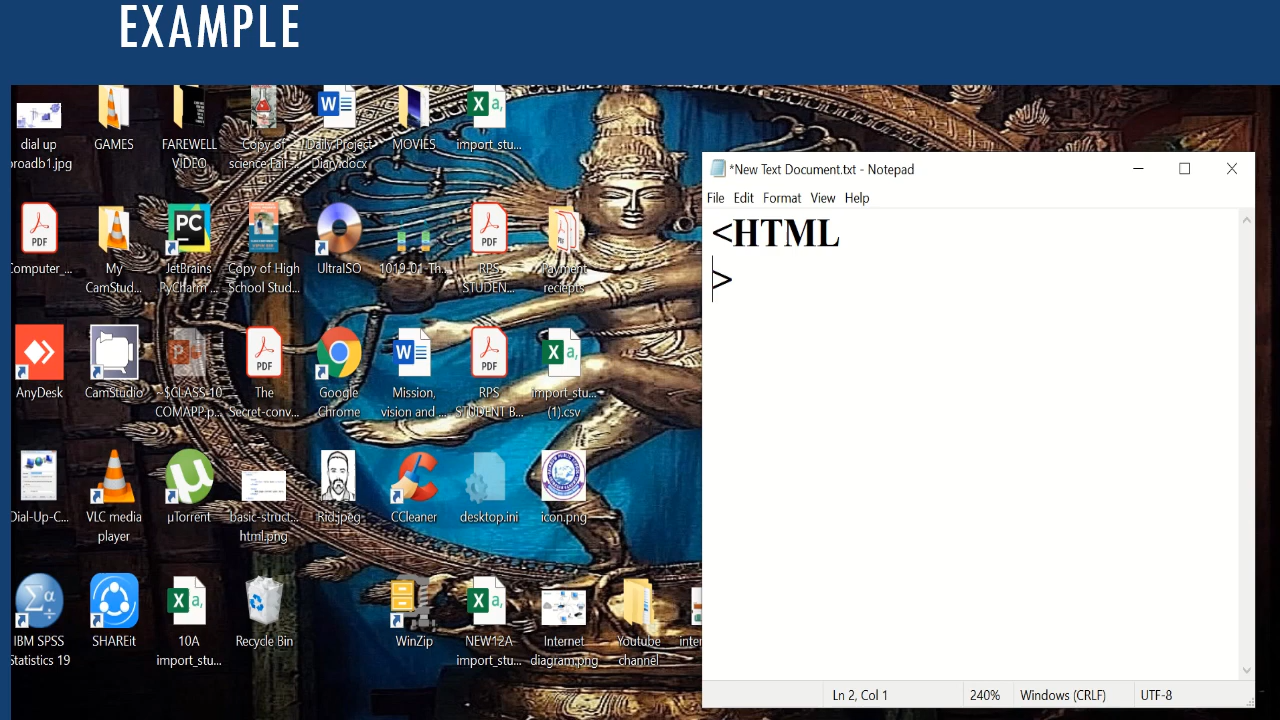 EXAMPLE
dial up
broadb1.jpg
GAMES
FAREWELL
VIDEO
Copy of
science Fair-...
Daily Project
Diary.docx
MOVIES
import_stu...
Computer_...
My
CamStud...
JetBrains
PyCharm ...
Copy of High
School Stud...
UltraISO
1019-01-Th...
RPS
STUDEN...
Payment
reciepts
AnyDesk
CamStudio
~$CLASS-10
COMAPP-p...
The
Secret-conv...
Google
Chrome
Mission,
vision and ...
RPS
STUDENT B...
import_stu...
(1).csv
Dial-Up-C...
VLC media
player
µTorrent
basic-struct...
html.png
Rid.jpeg
CCleaner
desktop.ini
icon.png
IBM SPSS
Statistics 19
SHAREit
10A
import_stu...
Recycle Bin
WinZip
NEW12A
import_stu...
Internet
diagram.png
Youtube
channel
inter
*New Text Document.txt - Notepad
File Edit Format View Help
<HTML
>
Ln 2, Col 1 240% Windows (CRLF) UTF-8